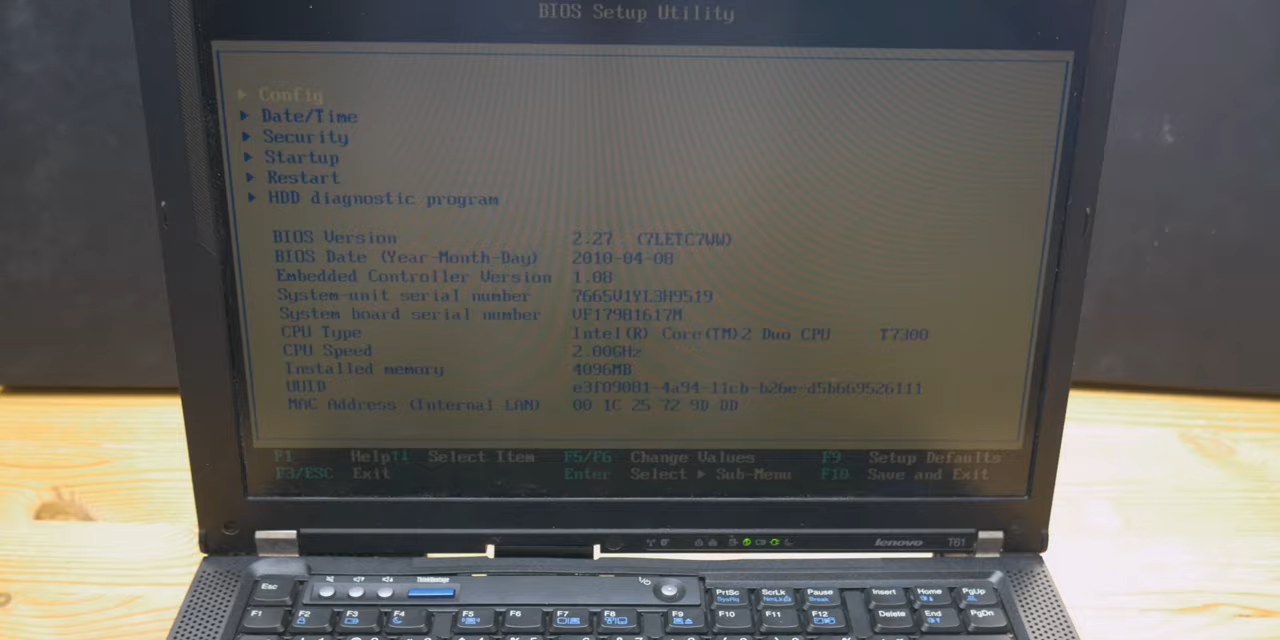 BIOS Setup Utility
Config
Date/Time
Security
Startup
Restart
HDD diagnostic program
BIOS Version 2.27 (7LETC7WW)
BIOS Date (Year-Month-Day) 2010-04-08
Embedded Controller Version 1.08
System-unit serial number 7665V1YL3H9519
System board serial number VF179B1617M
CPU Type Intel(R) Core(TM)2 Duo CPU T7300
CPU Speed 2.00GHz
Installed memory 4096MB
UUID e3f09081-4a94-11cb-b26e-d5b669526111
MAC Address (Internal LAN) 00 1C 25 72 9D DD
F1 Help ↑↓ Select Item F5/F6 Change Values F9 Setup Defaults
F3/ESC Exit Enter Select ▸ Sub-Menu F10 Save and Exit
lenovo T61
Esc ThinkVantage PrtSc SysRq ScrLk NmLk Pause Break Insert Home PgUp
F1 F2 F3 F4 F5 F6 F7 F8 F9 F10 F11 F12 Delete End PgDn